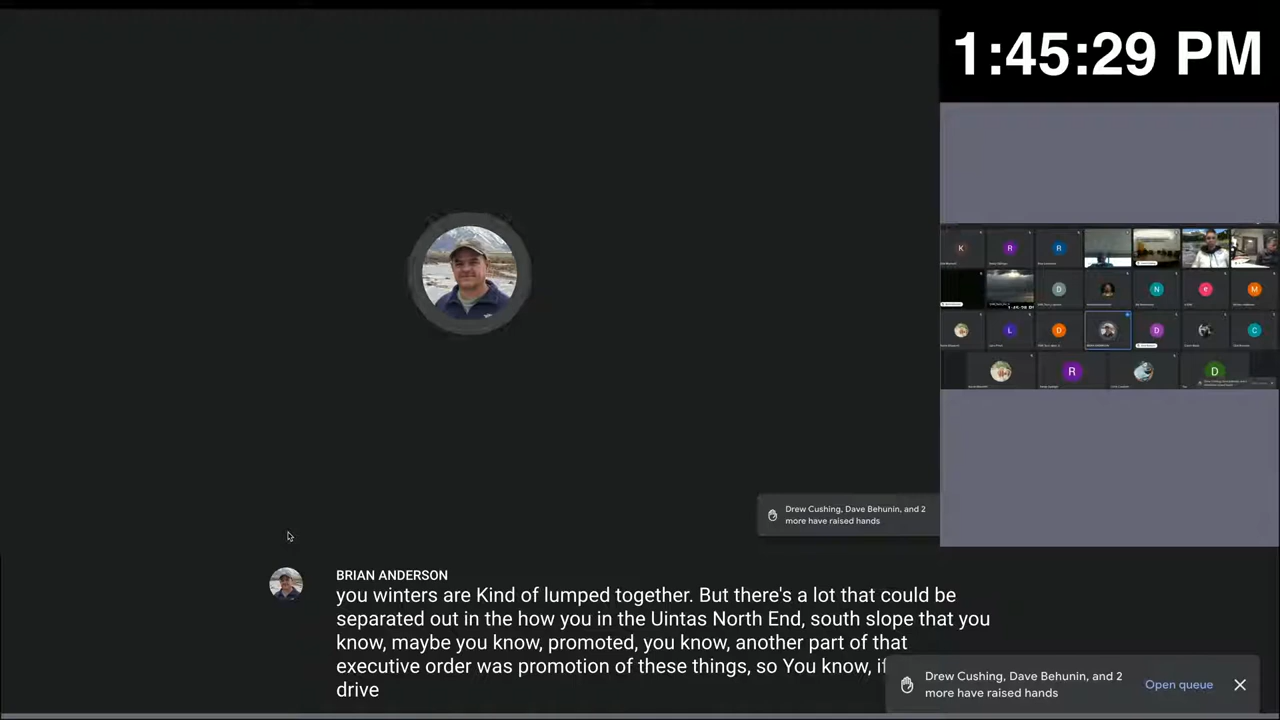 1:45:29 PM
K
R
R
D
N
e
M
L
D
D
C
R
D
Drew Cushing, Dave Behunin, and 2
more have raised hands
BRIAN ANDERSON
you winters are Kind of lumped together. But there's a lot that could be
separated out in the how you in the Uintas North End, south slope that you
know, maybe you know, promoted, you know, another part of that
executive order was promotion of these things, so You know, if
drive
Drew Cushing, Dave Behunin, and 2
more have raised hands
Open queue